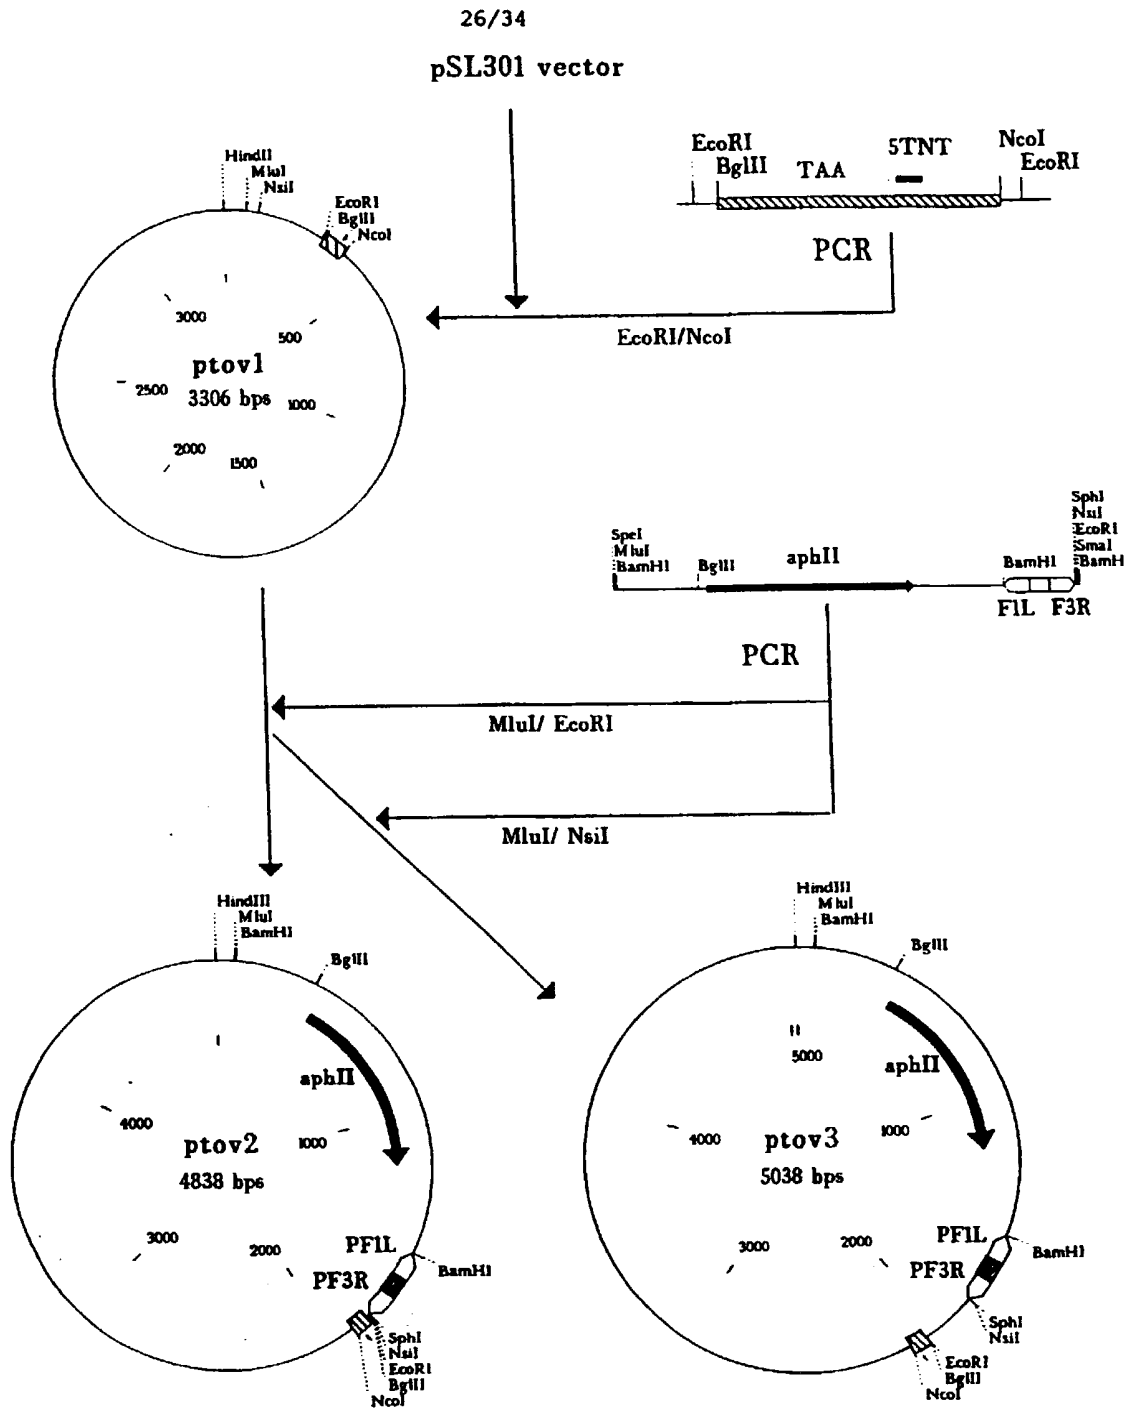 26/34
pSL301 vector
EcoRI
BglII
TAA
5TNT
NcoI
EcoRI
PCR
EcoRI/NcoI
HindII
MluI
NsiI
EcoRI
BglII
NcoI
1
3000
500
ptov1
3306 bps
2500
1000
2000
1500
SpeI
MluI
BamHI
BglII
aphII
BamHI
SphI
NsiI
EcoRI
SmaI
BamH
F1L
F3R
PCR
MluI/ EcoRI
MluI/ NsiI
HindIII
MluI
BamHI
BglII
1
aphII
4000
1000
ptov2
4838 bps
3000
2000
PF1L
PF3R
BamHI
SphI
NsiI
EcoRI
BglII
NcoI
HindIII
MluI
BamHI
BglII
5000
aphII
4000
1000
ptov3
5038 bps
3000
2000
PF1L
PF3R
BamHI
SphI
NsiI
EcoRI
BglII
NcoI